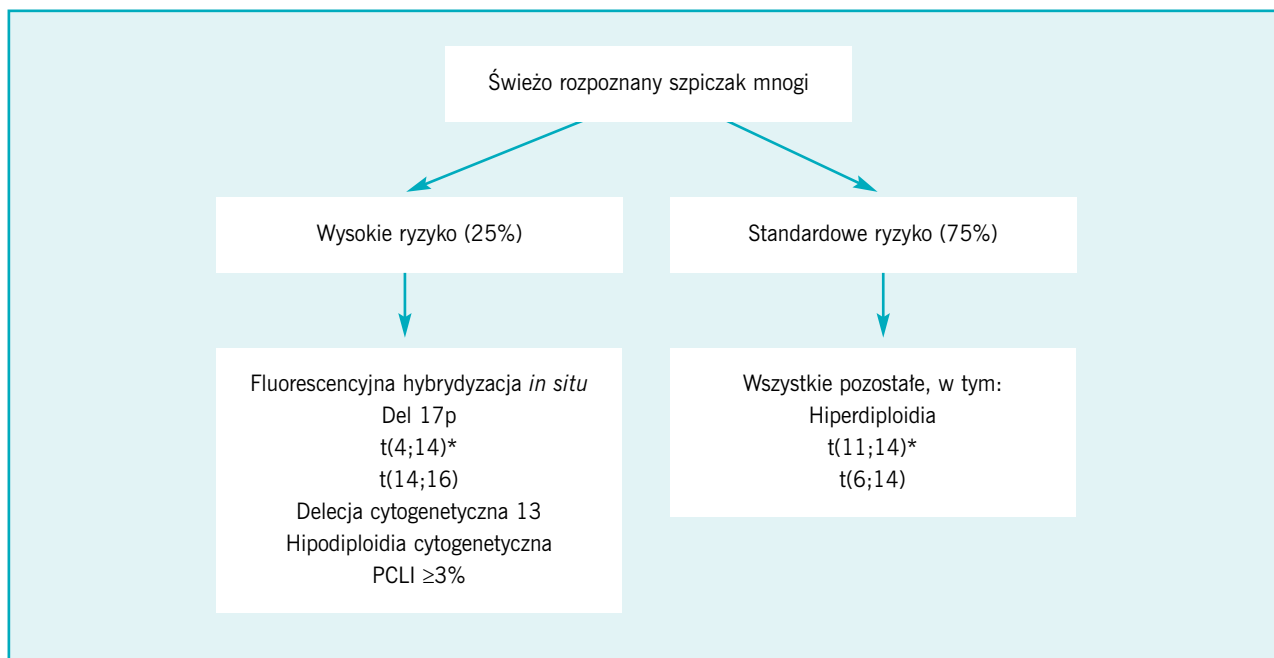 Świeżo rozpoznany szpiczak mnogi
Wysokie ryzyko (25%)
Standardowe ryzyko (75%)
Fluorescencyjna hybrydyzacja in situ
Del 17p
t(4;14)*
t(14;16)
Delecja cytogenetyczna 13
Hipodiploidia cytogenetyczna
PCLI ≥3%
Wszystkie pozostałe, w tym:
Hiperdiploidia
t(11;14)*
t(6;14)